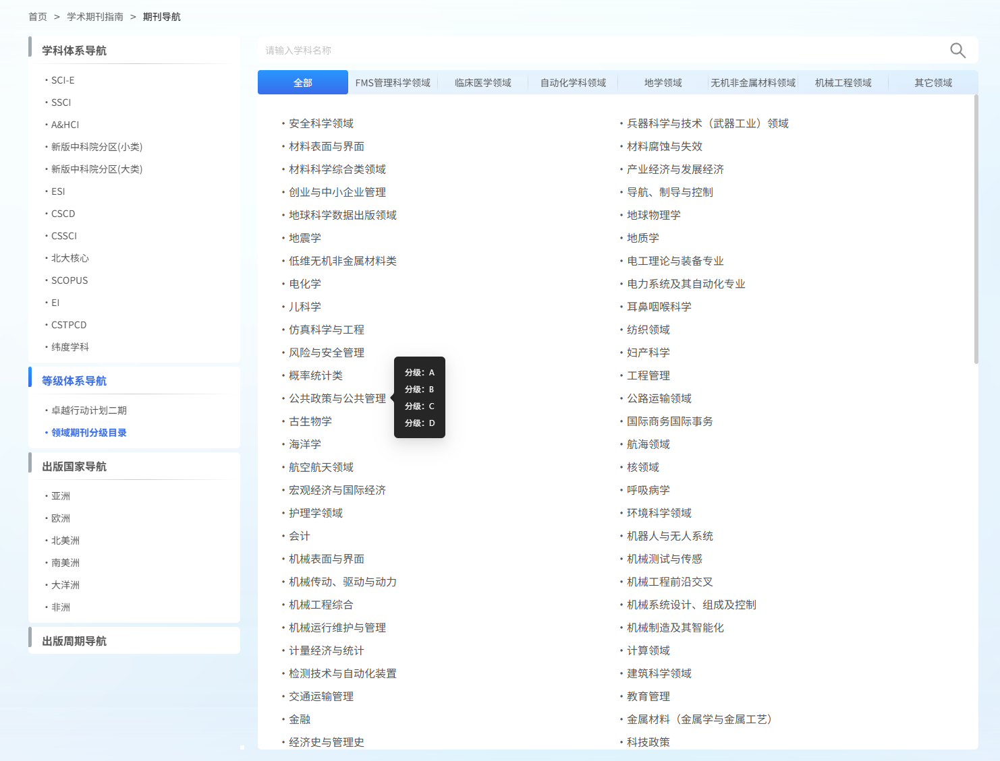 首页 > 学术期刊指南 > 期刊导航
学科体系导航
· SCI-E
· SSCI
· A&HCI
· 新版中科院分区(小类)
· 新版中科院分区(大类)
· ESI
· CSCD
· CSSCI
· 北大核心
· SCOPUS
· EI
· CSTPCD
· 纬度学科
等级体系导航
· 卓越行动计划二期
· 领域期刊分级目录
出版国家导航
· 亚洲
· 欧洲
· 北美洲
· 南美洲
· 大洋洲
· 非洲
出版周期导航
请输入学科名称
全部 FMS管理科学领域 临床医学领域 自动化学科领域 地学领域 无机非金属材料领域 机械工程领域 其它领域
· 安全科学领域 · 兵器科学与技术（武器工业）领域
· 材料表面与界面 · 材料腐蚀与失效
· 材料科学综合类领域 · 产业经济与发展经济
· 创业与中小企业管理 · 导航、制导与控制
· 地球科学数据出版领域 · 地球物理学
· 地震学 · 地质学
· 低维无机非金属材料类 · 电工理论与装备专业
· 电化学 · 电力系统及其自动化专业
· 儿科学 · 耳鼻咽喉科学
· 仿真科学与工程 · 纺织领域
· 风险与安全管理 · 妇产科学
· 概率统计类 · 工程管理
· 公共政策与公共管理 · 公路运输领域
· 古生物学 · 国际商务国际事务
· 海洋学 · 航海领域
· 航空航天领域 · 核领域
· 宏观经济与国际经济 · 呼吸病学
· 护理学领域 · 环境科学领域
· 会计 · 机器人与无人系统
· 机械表面与界面 · 机械测试与传感
· 机械传动、驱动与动力 · 机械工程前沿交叉
· 机械工程综合 · 机械系统设计、组成及控制
· 机械运行维护与管理 · 机械制造及其智能化
· 计量经济与统计 · 计算领域
· 检测技术与自动化装置 · 建筑科学领域
· 交通运输管理 · 教育管理
· 金融 · 金属材料（金属学与金属工艺）
· 经济史与管理史 · 科技政策
分级：A
分级：B
分级：C
分级：D